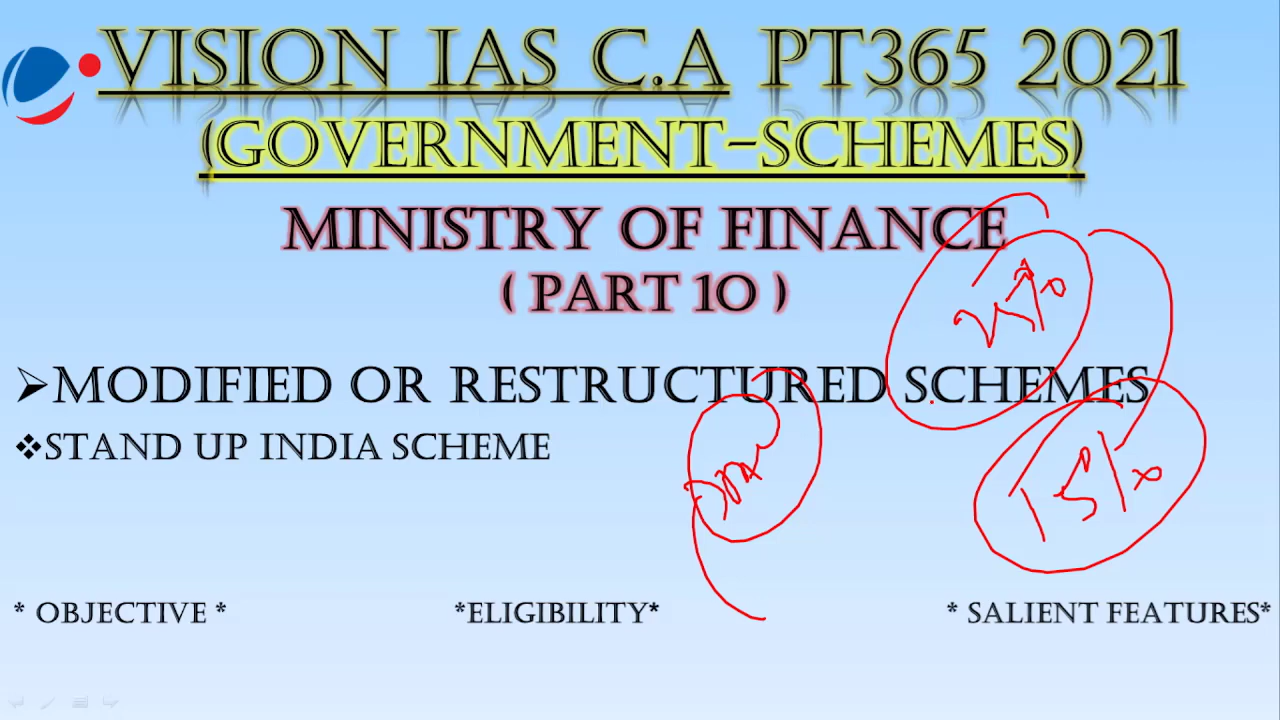 VISION IAS C.A PT365 2021
(GOVERNMENT-SCHEMES)
MINISTRY OF FINANCE
( PART 10 )
➢MODIFIED OR RESTRUCTURED SCHEMES
❖STAND UP INDIA SCHEME
15%
* OBJECTIVE * *ELIGIBILITY* * SALIENT FEATURES*